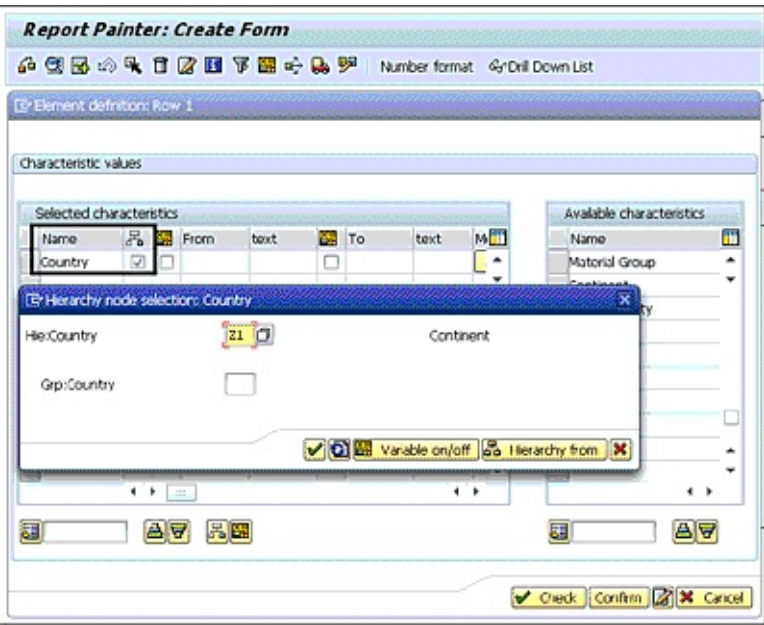 Report Painter: Create Form
Number format Drill Down List
Element definition: Row 1
Characteristic values
Selected characteristics
Name From text To text M
Country
Available characteristics
Name
Material Group
Hierarchy node selection: Country
Hie:Country Z1 Continent
Grp:Country
Variable on/off Hierarchy from
Check Confirm Cancel